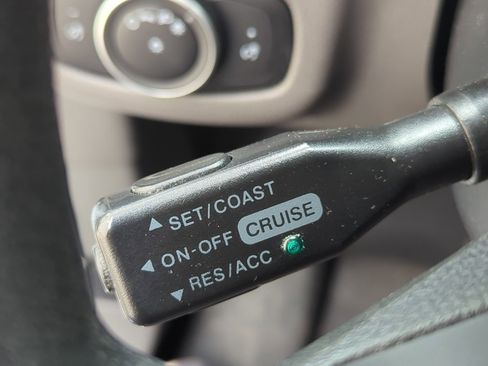 ▲ SET/COAST
◄ ON-OFF CRUISE
▼ RES/ACC